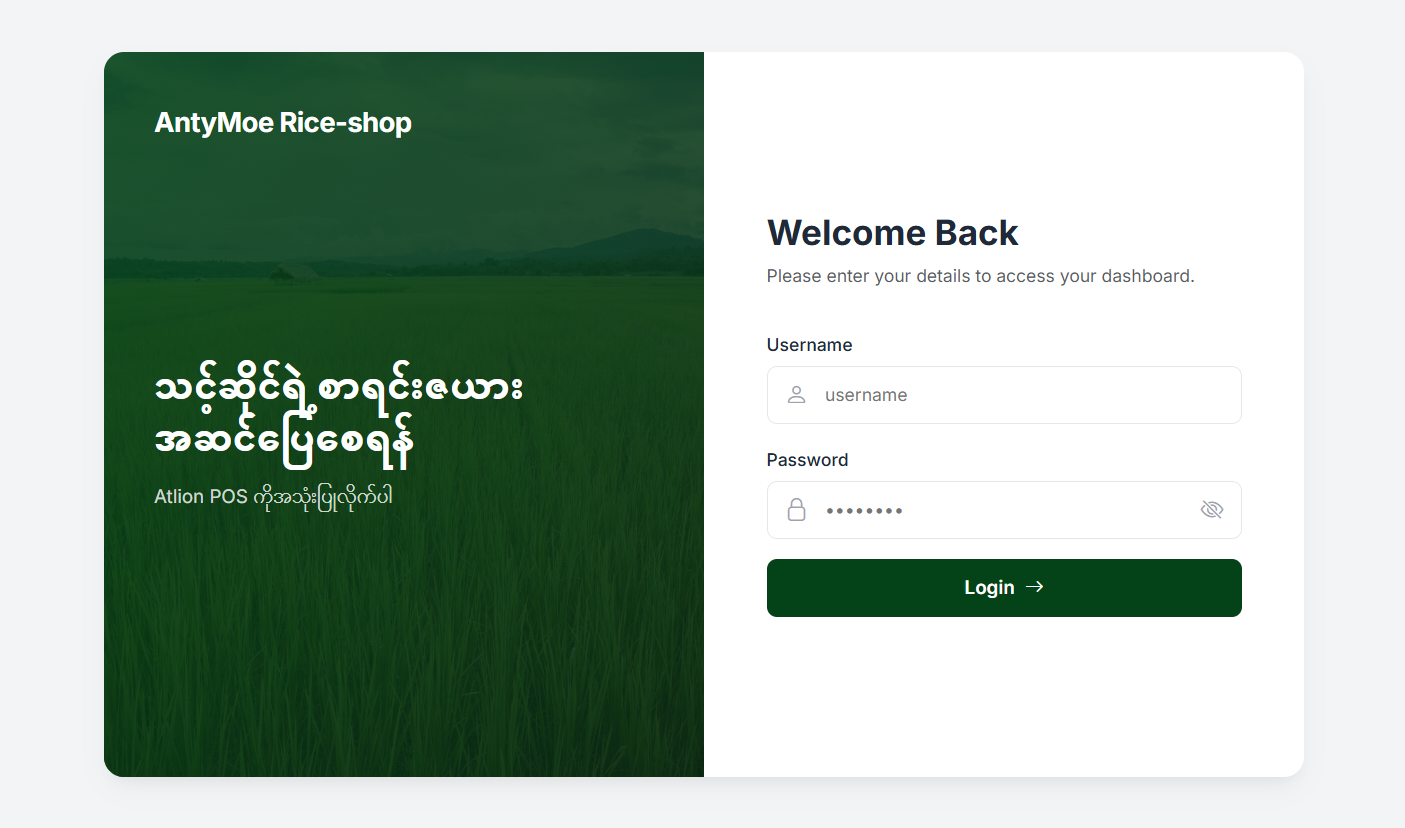 AntyMoe Rice-shop
သင့်ဆိုင်ရဲ့စာရင်းဇယား
အဆင်ပြေစေရန်
Atlion POS ကိုအသုံးပြုလိုက်ပါ
Welcome Back
Please enter your details to access your dashboard.
Username
username
Password
••••••••
Login →